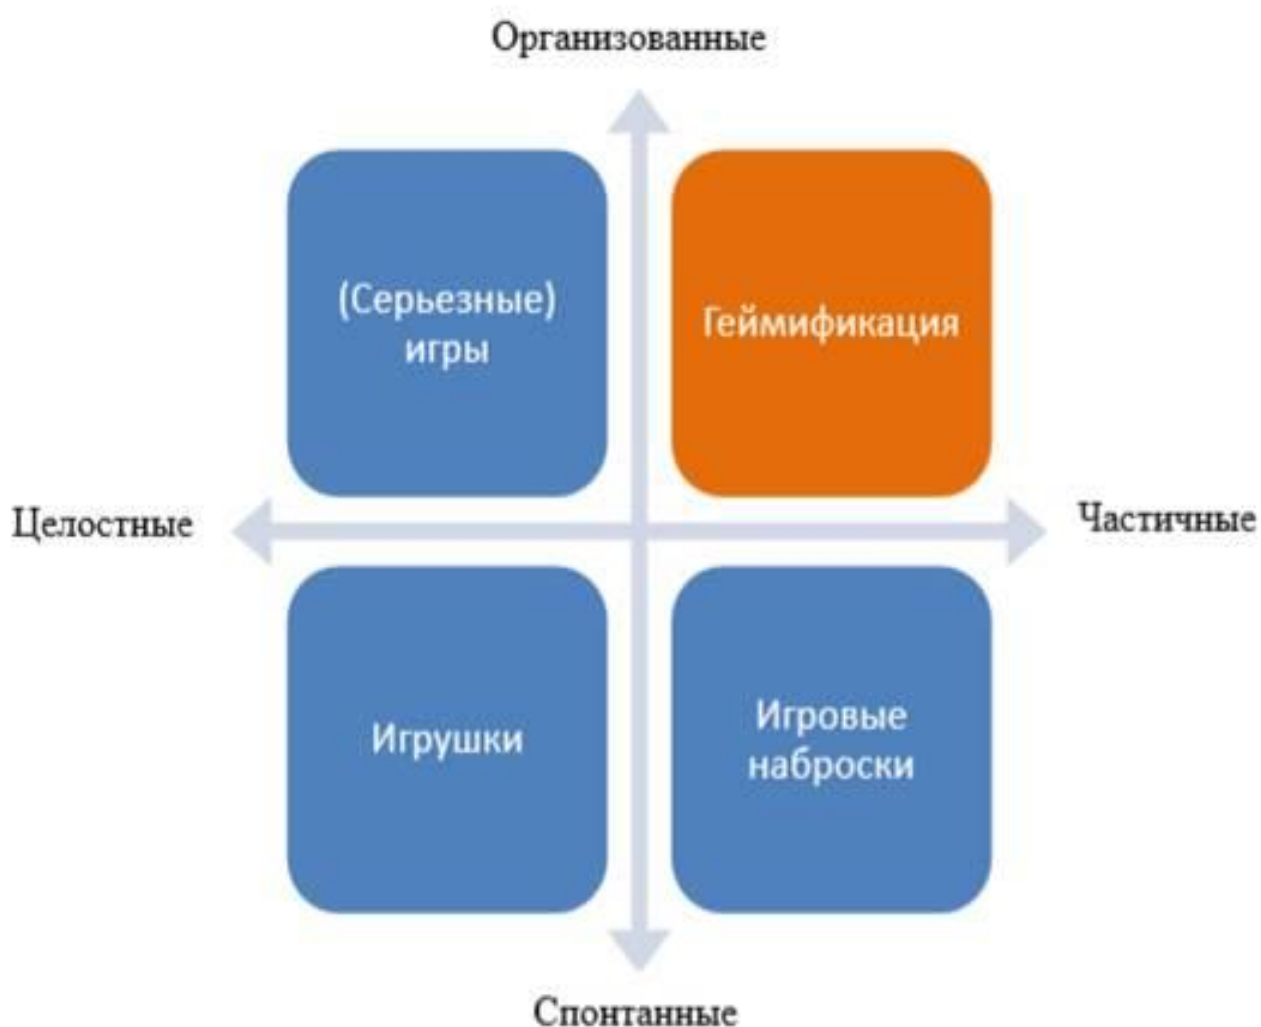 Организованные
(Серьезные)
игры
Геймификация
Целостные
Частичные
Игрушки
Игровые
наброски
Спонтанные